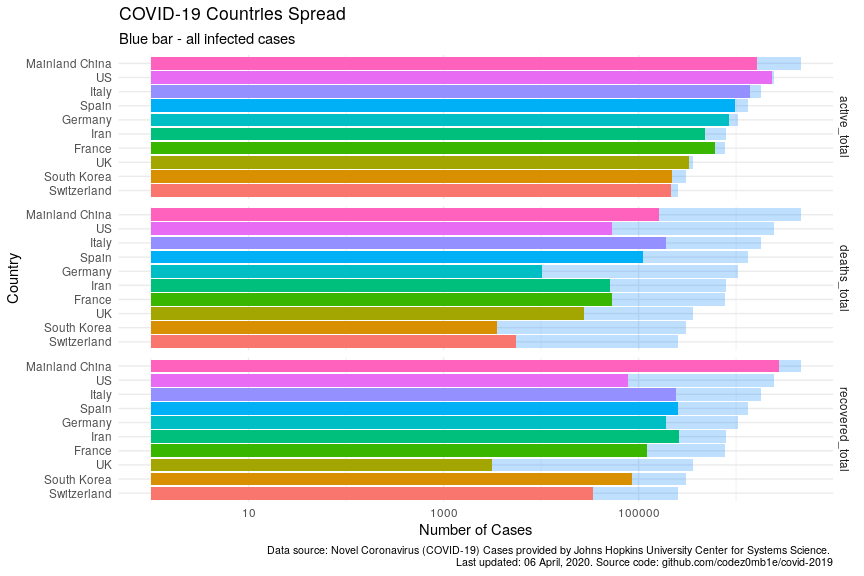 COVID-19 Countries Spread
Blue bar - all infected cases
Country
Mainland China
US
Italy
Spain
Germany
Iran
France
UK
South Korea
Switzerland
active_total
Mainland China
US
Italy
Spain
Germany
Iran
France
UK
South Korea
Switzerland
deaths_total
Mainland China
US
Italy
Spain
Germany
Iran
France
UK
South Korea
Switzerland
recovered_total
10
1000
100000
Number of Cases
Data source: Novel Coronavirus (COVID-19) Cases provided by Johns Hopkins University Center for Systems Science.
Last updated: 06 April, 2020. Source code: github.com/codez0mb1e/covid-2019